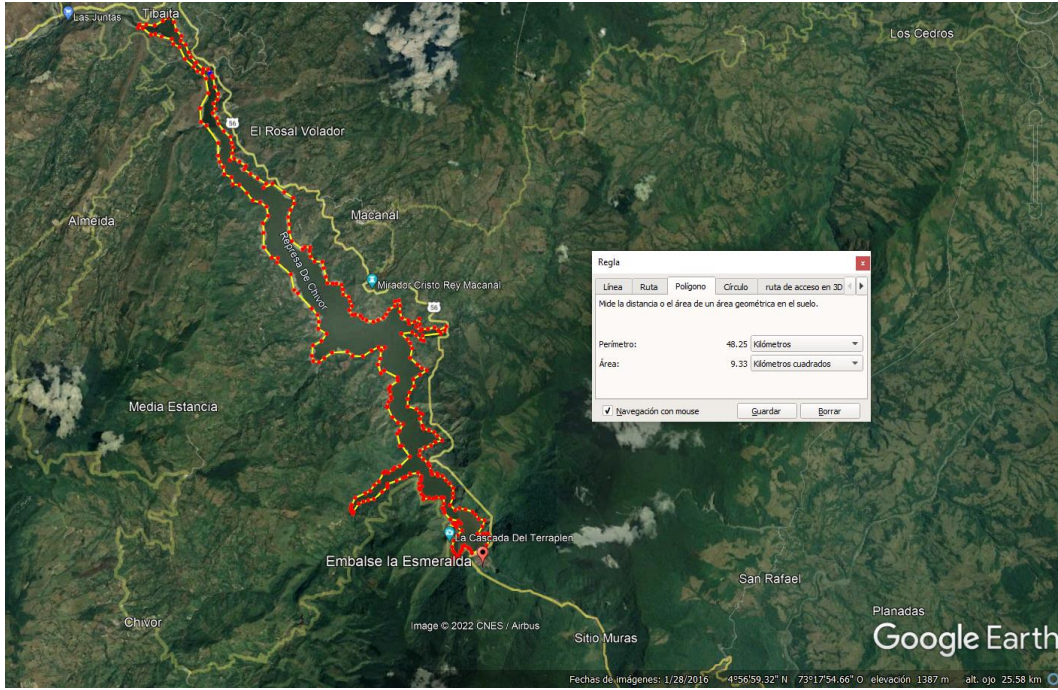 Las Juntas
Tibaita
Los Cedros
56
El Rosal Volador
Macanal
Almeida
Represa De Chivor
Mirador Cristo Rey Macanal
56
Regla
x
Línea Ruta Polígono Círculo ruta de acceso en 3D
Mide la distancia o el área de un área geométrica en el suelo.
Perímetro: 48.25 Kilómetros
Área: 9.33 Kilómetros cuadrados
Navegación con mouse Guardar Borrar
Media Estancia
La Cascada Del Terraplen
Embalse la Esmeralda
San Rafael
Planadas
Chivor
Image © 2022 CNES / Airbus
Sitio Muras
Google Earth
Fechas de imágenes: 1/28/2016 4°56'59.32" N 73°17'54.66" O elevación 1387 m alt. ojo 25.58 km